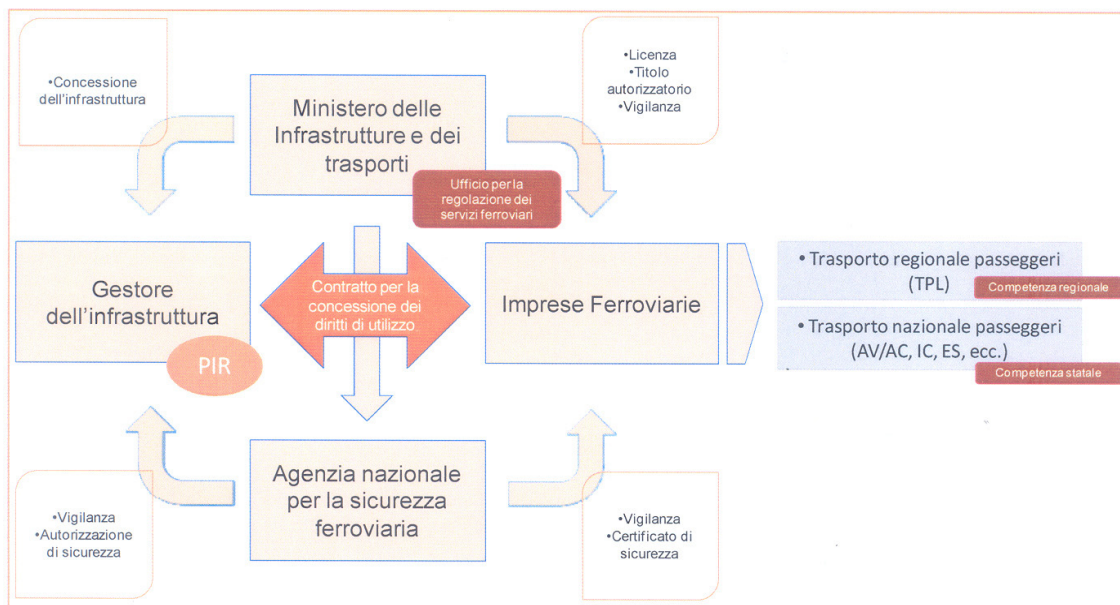 •Concessione
dell'infrastruttura
Ministero delle
Infrastrutture e dei
trasporti
Ufficio per la
regolazione dei
servizi ferroviari
•Licenza
•Titolo
autorizzatorio
•Vigilanza
Gestore
dell'infrastruttura
PIR
Contratto per la
concessione dei
diritti di utilizzo
Imprese Ferroviarie
• Trasporto regionale passeggeri
(TPL)
Competenza regionale
• Trasporto nazionale passeggeri
(AV/AC, IC, ES, ecc.)
Competenza statale
•Vigilanza
•Autorizzazione
di sicurezza
Agenzia nazionale
per la sicurezza
ferroviaria
•Vigilanza
•Certificato di
sicurezza